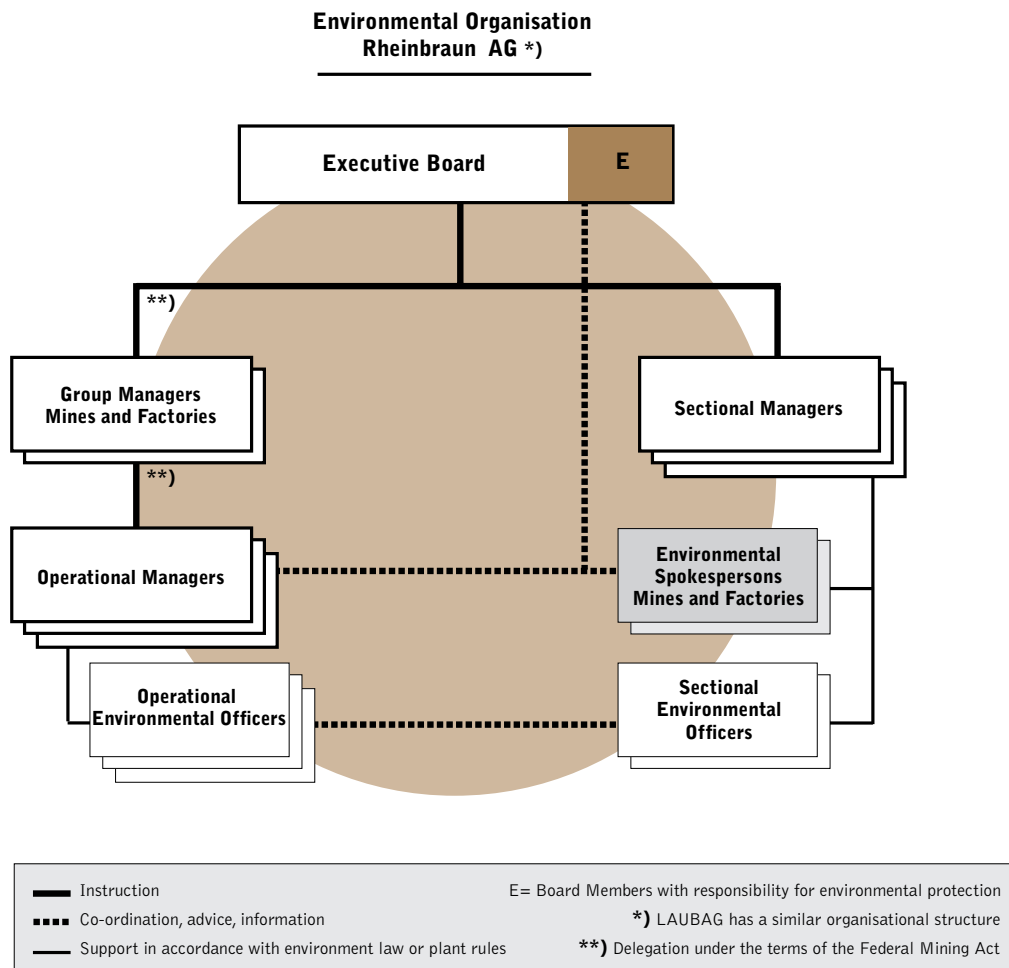 Environmental Organisation
Rheinbraun AG *)
Executive Board
E
**)
Group Managers
Mines and Factories
Sectional Managers
**)
Operational Managers
Environmental
Spokespersons
Mines and Factories
Operational
Environmental Officers
Sectional
Environmental
Officers
Instruction
E= Board Members with responsibility for environmental protection
Co-ordination, advice, information
*) LAUBAG has a similar organisational structure
Support in accordance with environment law or plant rules
**) Delegation under the terms of the Federal Mining Act